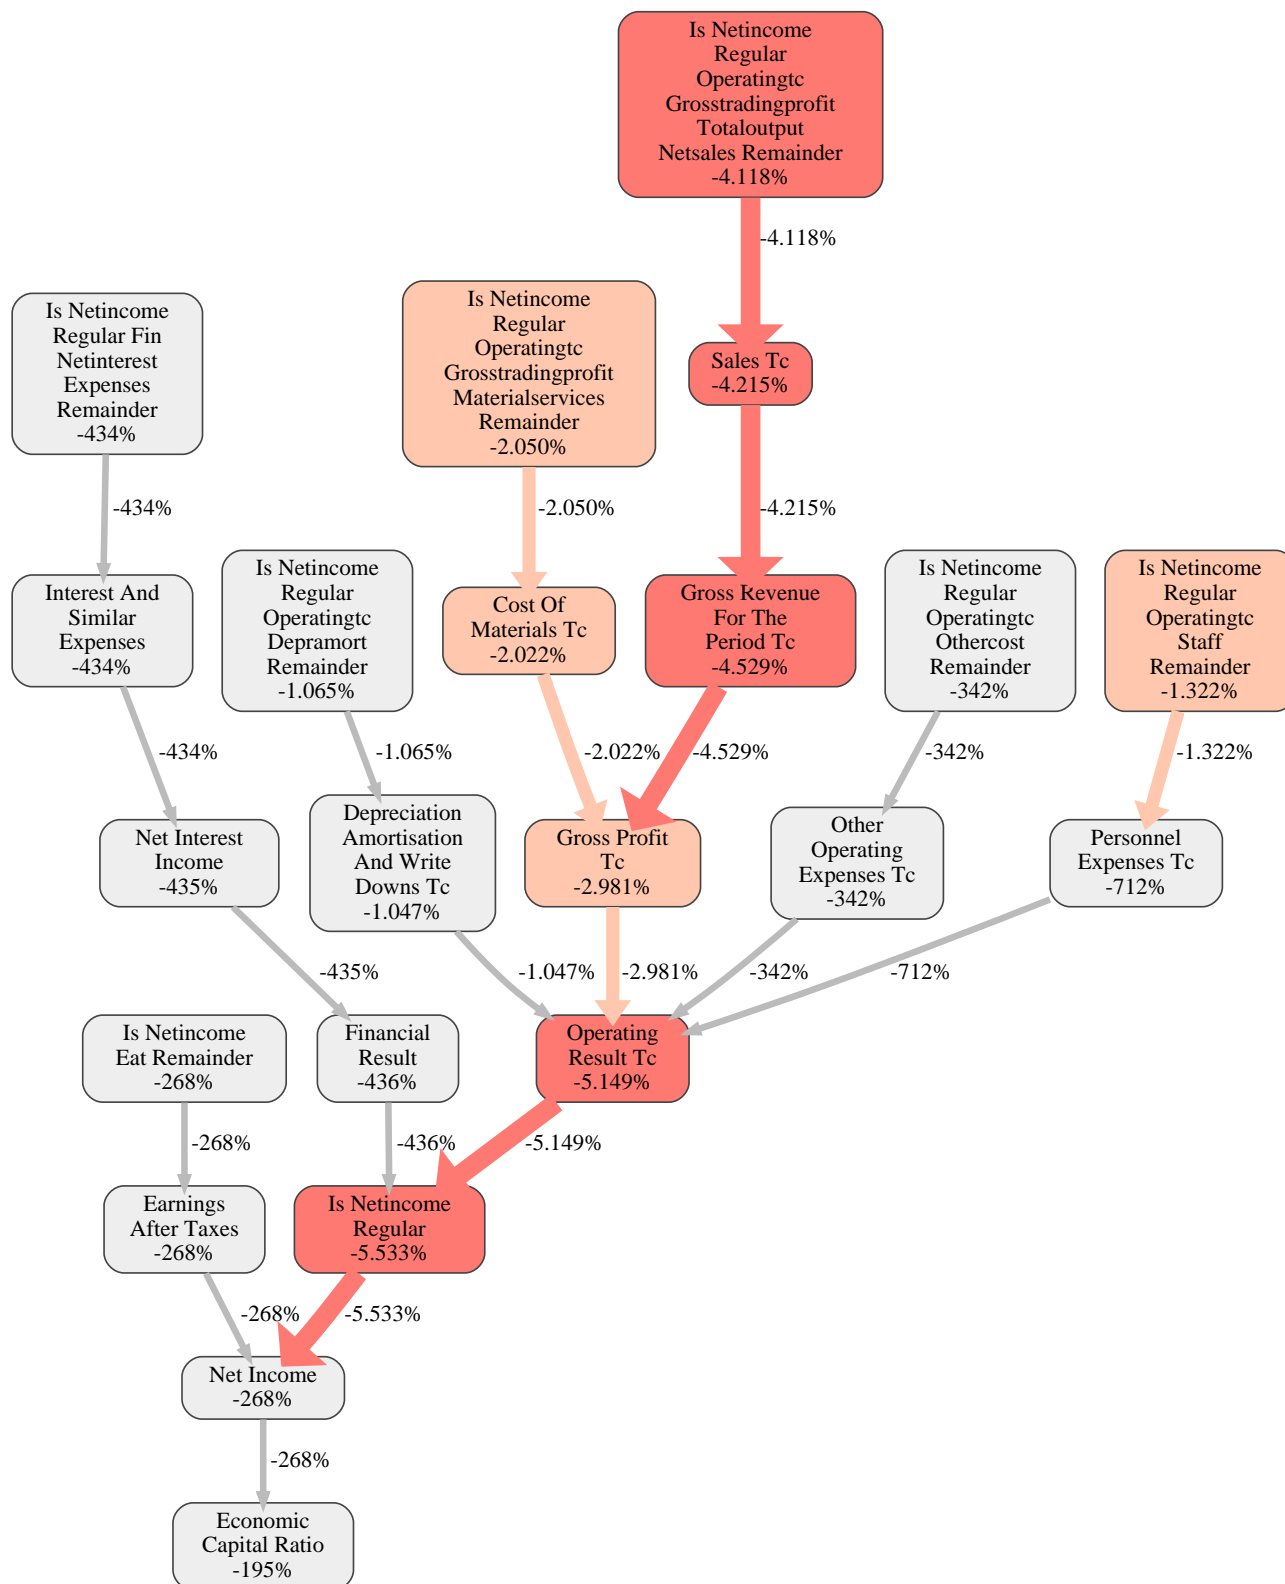 Is Netincome
Regular
Operatingtc
Grosstradingprofit
Totaloutput
Netsales Remainder
-4.118%
-4.118%
Is Netincome
Regular Fin
Netinterest
Expenses
Remainder
-434%
Is Netincome
Regular
Operatingtc
Grosstradingprofit
Materialservices
Remainder
-2.050%
Sales Tc
-4.215%
-434%
-2.050%
-4.215%
Interest And
Similar
Expenses
-434%
Is Netincome
Regular
Operatingtc
Depramort
Remainder
-1.065%
Cost Of
Materials Tc
-2.022%
Gross Revenue
For The
Period Tc
-4.529%
Is Netincome
Regular
Operatingtc
Othercost
Remainder
-342%
Is Netincome
Regular
Operatingtc
Staff
Remainder
-1.322%
-434%
-1.065%
-2.022%
-4.529%
-342%
-1.322%
Net Interest
Income
-435%
Depreciation
Amortisation
And Write
Downs Tc
-1.047%
Gross Profit
Tc
-2.981%
Other
Operating
Expenses Tc
-342%
Personnel
Expenses Tc
-712%
-435%
-1.047%
-2.981%
-342%
-712%
Is Netincome
Eat Remainder
-268%
Financial
Result
-436%
Operating
Result Tc
-5.149%
-268%
-436%
-5.149%
Earnings
After Taxes
-268%
Is Netincome
Regular
-5.533%
-268%
-5.533%
Net Income
-268%
-268%
Economic
Capital Ratio
-195%